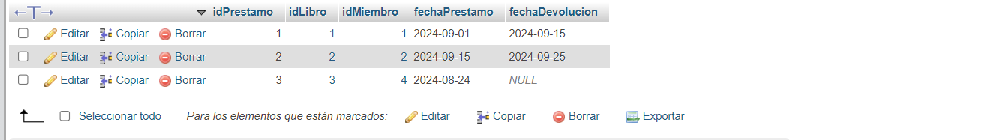 idPrestamo idLibro idMiembro fechaPrestamo fechaDevolucion
Editar Copiar Borrar 1 1 1 2024-09-01 2024-09-15
Editar Copiar Borrar 2 2 2 2024-09-15 2024-09-25
Editar Copiar Borrar 3 3 4 2024-08-24 NULL
Seleccionar todo Para los elementos que están marcados: Editar Copiar Borrar Exportar